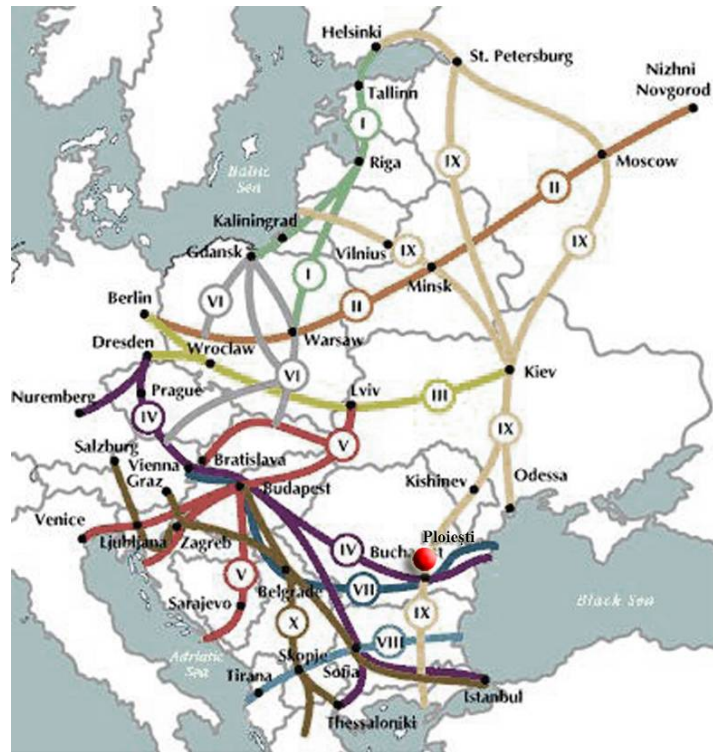 Helsinki
St. Petersburg
Nizhni
Novgorod
Tallinn
I
Riga
IX
Moscow
II
Baltic
Sea
Kaliningrad
Vilnius
IX
IX
Gdansk
I
Minsk
VI
II
Berlin
Dresden
Wroclaw
Warsaw
Kiev
VI
Nuremberg
Prague
Lviv
III
IV
IX
Salzburg
V
Vienna
Bratislava
Graz
Budapest
Kishinev
Odessa
Venice
Ljubljana
Zagreb
IV
Ploiești
V
Belgrade
VII
Sarajevo
IX
Black Sea
X
VIII
Adriatic
Sea
Skopje
Tirana
Sofia
Istanbul
Thessaloniki